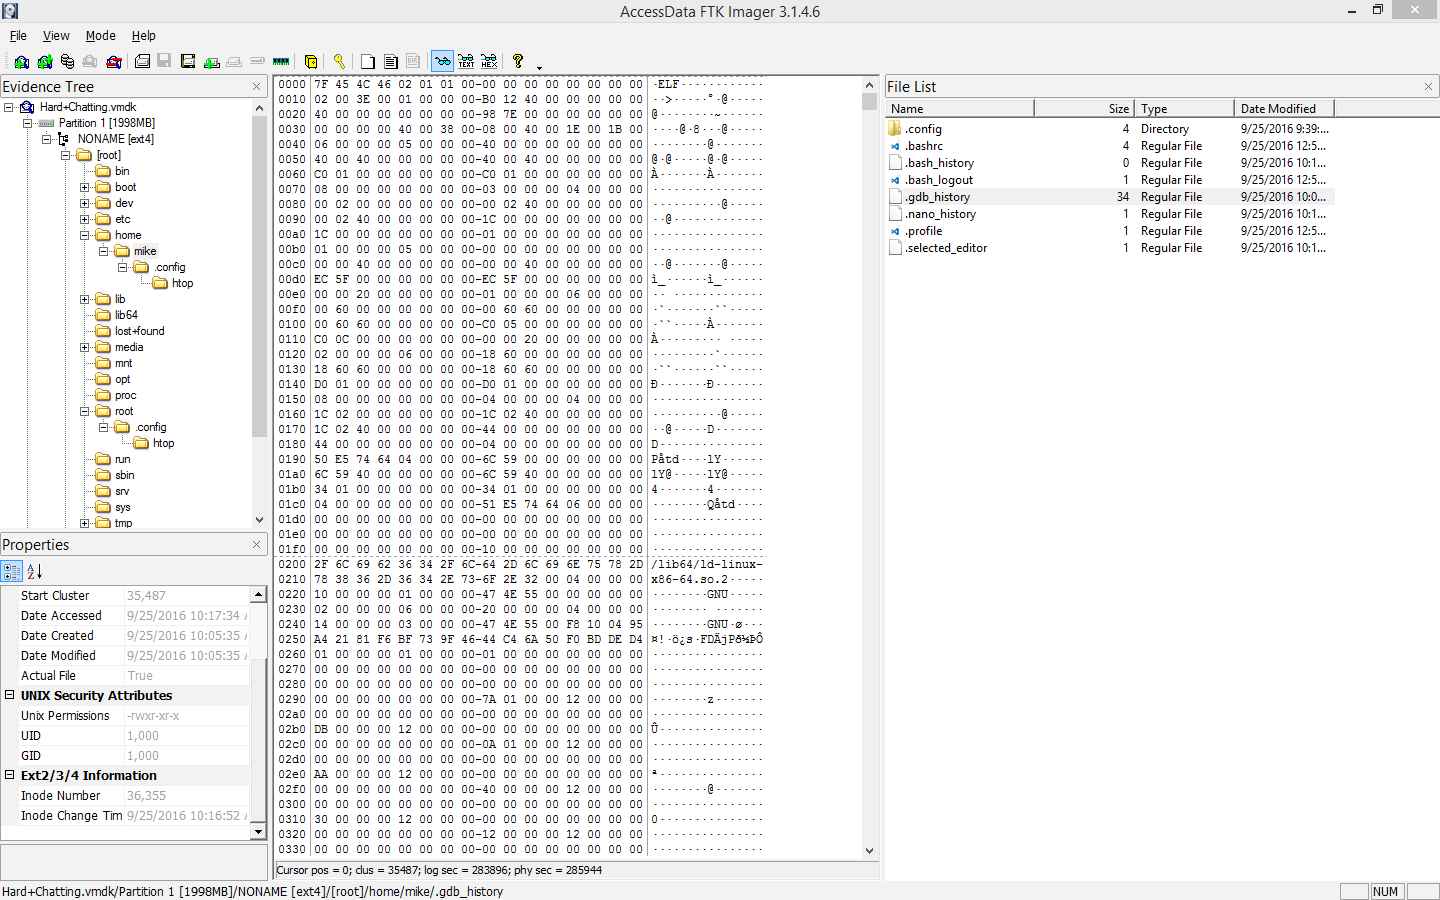 AccessData FTK Imager 3.1.4.6
File View Mode Help
Evidence Tree
Hard+Chatting.vmdk
Partition 1 [1998MB]
NONAME [ext4]
[root]
bin
boot
dev
etc
home
mike
.config
htop
lib
lib64
lost+found
media
mnt
opt
proc
root
.config
htop
run
sbin
srv
sys
tmp
Properties
Start Cluster 35,487
Date Accessed 9/25/2016 10:17:34
Date Created 9/25/2016 10:05:35
Date Modified 9/25/2016 10:05:35
Actual File True
UNIX Security Attributes
Unix Permissions -rwxr-xr-x
UID 1,000
GID 1,000
Ext2/3/4 Information
Inode Number 36,355
Inode Change Tim 9/25/2016 10:16:52
0000 7F 45 4C 46 02 01 01 00-00 00 00 00 00 00 00 00 ·ELF············
0010 02 00 3E 00 01 00 00 00-B0 12 40 00 00 00 00 00 ··>·····°·@·····
0020 40 00 00 00 00 00 00 00-98 7E 00 00 00 00 00 00 @········~······
0030 00 00 00 00 40 00 38 00-08 00 40 00 1E 00 1B 00 ····@·8···@·····
0040 06 00 00 00 05 00 00 00-40 00 00 00 00 00 00 00 ········@·······
0050 40 00 40 00 00 00 00 00-40 00 40 00 00 00 00 00 @·@·····@·@·····
0060 C0 01 00 00 00 00 00 00-C0 01 00 00 00 00 00 00 À·······À·······
0070 08 00 00 00 00 00 00 00-03 00 00 00 04 00 00 00 ················
0080 00 02 00 00 00 00 00 00-00 02 40 00 00 00 00 00 ··········@·····
0090 00 02 40 00 00 00 00 00-1C 00 00 00 00 00 00 00 ··@·············
00a0 1C 00 00 00 00 00 00 00-01 00 00 00 00 00 00 00 ················
00b0 01 00 00 00 05 00 00 00-00 00 00 00 00 00 00 00 ················
00c0 00 00 40 00 00 00 00 00-00 00 40 00 00 00 00 00 ··@·······@·····
00d0 EC 5F 00 00 00 00 00 00-EC 5F 00 00 00 00 00 00 ì_······ì_······
00e0 00 00 20 00 00 00 00 00-01 00 00 00 06 00 00 00 ·· ·············
00f0 00 60 00 00 00 00 00 00-00 60 60 00 00 00 00 00 ·`·······``·····
0100 00 60 60 00 00 00 00 00-C0 05 00 00 00 00 00 00 ·``·····À·······
0110 C0 0C 00 00 00 00 00 00-00 00 20 00 00 00 00 00 À········· ·····
0120 02 00 00 00 06 00 00 00-18 60 00 00 00 00 00 00 ·········`······
0130 18 60 60 00 00 00 00 00-18 60 60 00 00 00 00 00 ·``······``·····
0140 D0 01 00 00 00 00 00 00-D0 01 00 00 00 00 00 00 Ð·······Ð·······
0150 08 00 00 00 00 00 00 00-04 00 00 00 04 00 00 00 ················
0160 1C 02 00 00 00 00 00 00-1C 02 40 00 00 00 00 00 ··········@·····
0170 1C 02 40 00 00 00 00 00-44 00 00 00 00 00 00 00 ··@·····D·······
0180 44 00 00 00 00 00 00 00-04 00 00 00 00 00 00 00 D···············
0190 50 E5 74 64 04 00 00 00-6C 59 00 00 00 00 00 00 Påtd····lY······
01a0 6C 59 40 00 00 00 00 00-6C 59 40 00 00 00 00 00 lY@·····lY@·····
01b0 34 01 00 00 00 00 00 00-34 01 00 00 00 00 00 00 4·······4·······
01c0 04 00 00 00 00 00 00 00-51 E5 74 64 06 00 00 00 ········Qåtd····
01d0 00 00 00 00 00 00 00 00-00 00 00 00 00 00 00 00 ················
01e0 00 00 00 00 00 00 00 00-00 00 00 00 00 00 00 00 ················
01f0 00 00 00 00 00 00 00 00-10 00 00 00 00 00 00 00 ················
0200 2F 6C 69 62 36 34 2F 6C-64 2D 6C 69 6E 75 78 2D /lib64/ld-linux-
0210 78 38 36 2D 36 34 2E 73-6F 2E 32 00 04 00 00 00 x86-64.so.2·····
0220 10 00 00 00 01 00 00 00-47 4E 55 00 00 00 00 00 ········GNU·····
0230 02 00 00 00 06 00 00 00-20 00 00 00 04 00 00 00 ········ ·······
0240 14 00 00 00 03 00 00 00-47 4E 55 00 F8 10 04 95 ········GNU·ø···
0250 A4 21 81 F6 BF 73 9F 46-44 C4 6A 50 F0 BD DE D4 ¤!·ö¿s·FDÄjPð½ÞÔ
0260 01 00 00 00 01 00 00 00-01 00 00 00 00 00 00 00 ················
0270 00 00 00 00 00 00 00 00-00 00 00 00 00 00 00 00 ················
0280 00 00 00 00 00 00 00 00-00 00 00 00 00 00 00 00 ················
0290 00 00 00 00 00 00 00 00-7A 01 00 00 12 00 00 00 ········z·······
02a0 00 00 00 00 00 00 00 00-00 00 00 00 00 00 00 00 ················
02b0 DB 00 00 00 12 00 00 00-00 00 00 00 00 00 00 00 Û···············
02c0 00 00 00 00 00 00 00 00-0A 01 00 00 12 00 00 00 ················
02d0 00 00 00 00 00 00 00 00-00 00 00 00 00 00 00 00 ················
02e0 AA 00 00 00 12 00 00 00-00 00 00 00 00 00 00 00 ª···············
02f0 00 00 00 00 00 00 00 00-40 00 00 00 12 00 00 00 ········@·······
0300 00 00 00 00 00 00 00 00-00 00 00 00 00 00 00 00 ················
0310 30 00 00 00 12 00 00 00-00 00 00 00 00 00 00 00 0···············
0320 00 00 00 00 00 00 00 00-12 00 00 00 12 00 00 00 ················
0330 00 00 00 00 00 00 00 00-00 00 00 00 00 00 00 00 ················
Cursor pos = 0; clus = 35487; log sec = 283896; phy sec = 285944
File List
Name Size Type Date Modified
.config 4 Directory 9/25/2016 9:39:...
.bashrc 4 Regular File 9/25/2016 12:5...
.bash_history 0 Regular File 9/25/2016 10:1...
.bash_logout 1 Regular File 9/25/2016 12:5...
.gdb_history 34 Regular File 9/25/2016 10:0...
.nano_history 1 Regular File 9/25/2016 10:1...
.profile 1 Regular File 9/25/2016 12:5...
.selected_editor 1 Regular File 9/25/2016 10:1...
Hard+Chatting.vmdk/Partition 1 [1998MB]/NONAME [ext4]/[root]/home/mike/.gdb_history
NUM